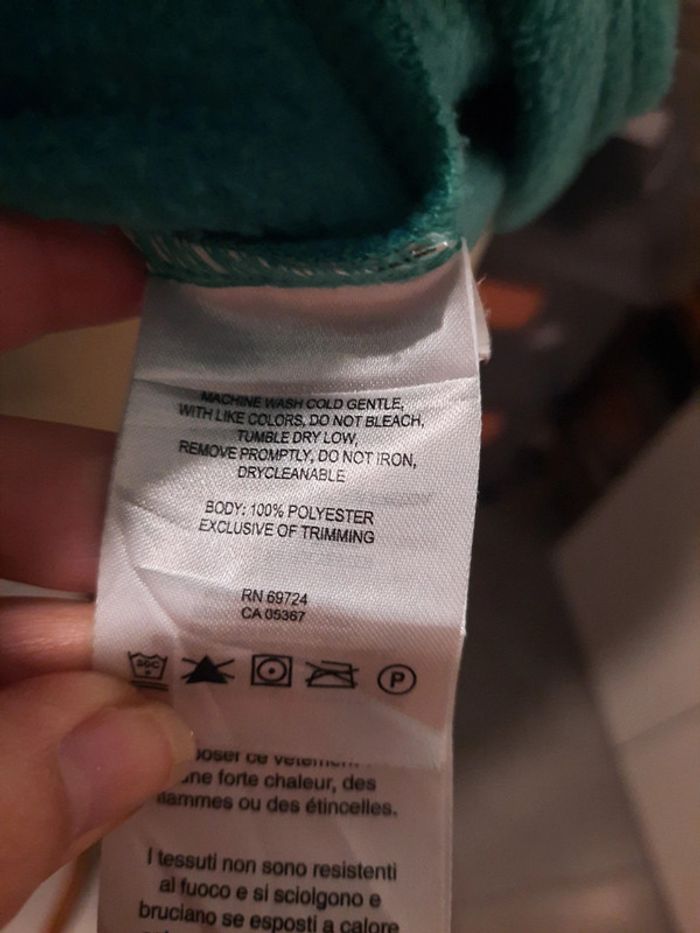 MACHINE WASH COLD GENTLE,
WITH LIKE COLORS, DO NOT BLEACH,
TUMBLE DRY LOW,
REMOVE PROMPTLY, DO NOT IRON,
DRYCLEANABLE
BODY: 100% POLYESTER
EXCLUSIVE OF TRIMMING
RN 69724
CA 05367
P
ce
forte chaleur, des
ou des étincelles.
I tessuti non sono resistenti
al fuoco e si sciolgono e
bruciano se esposti a calore